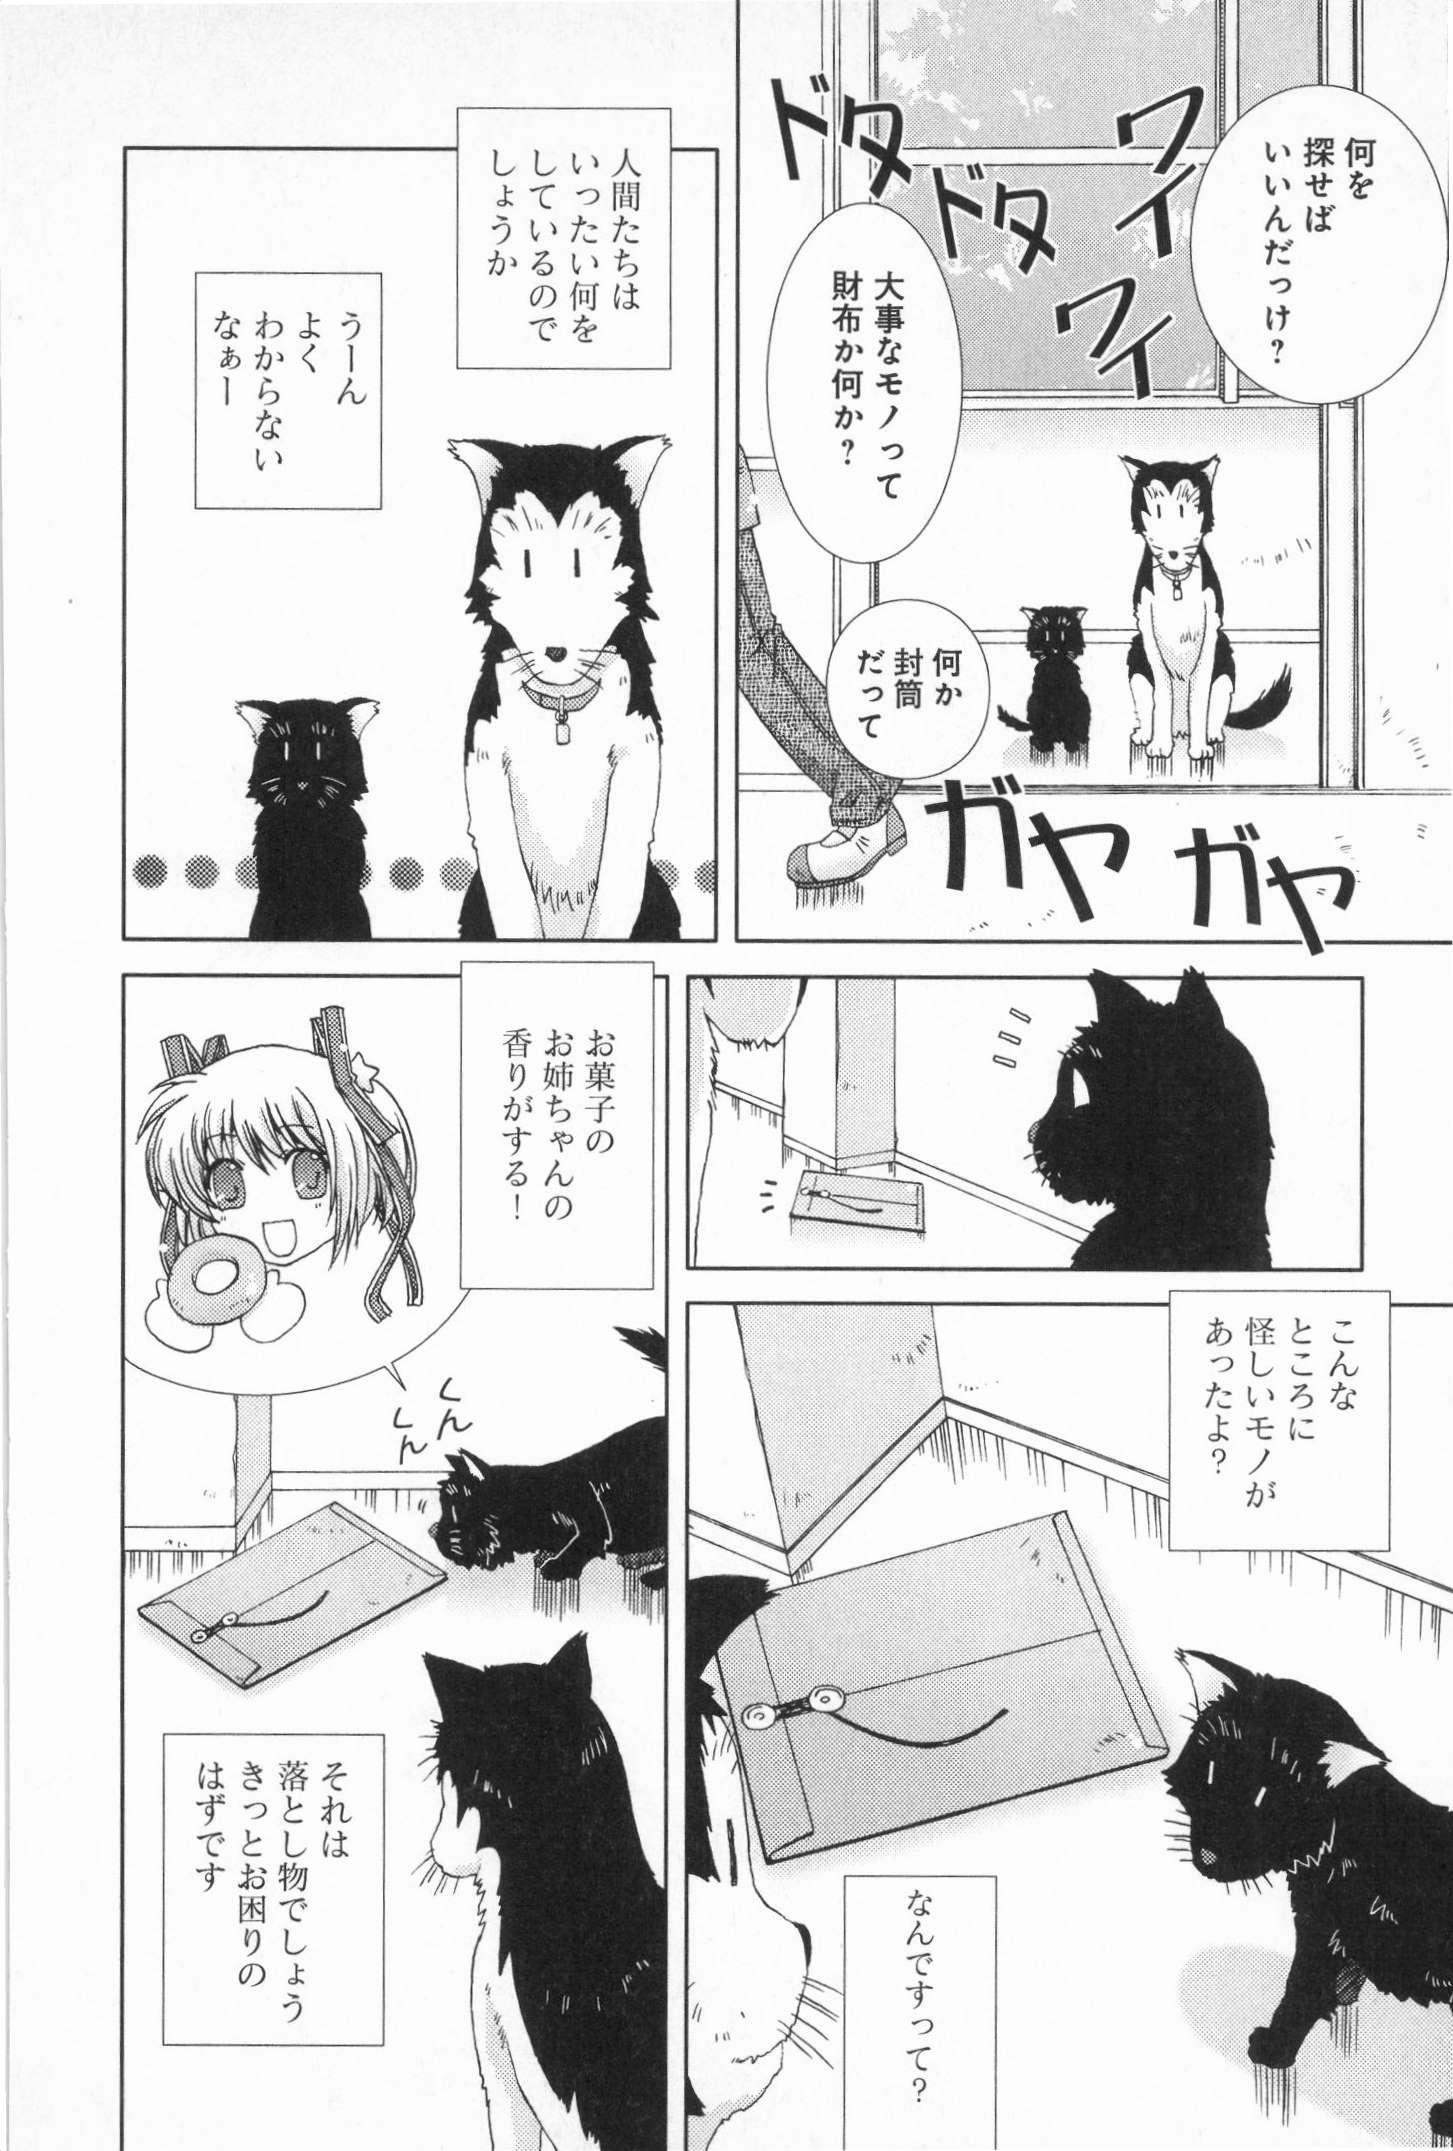 何を
探せば
いいんだっけ?
ワイ
ワイ
ドタ
ドタ
大事なモノって
財布か何か?
何か
封筒
だって
ガヤ
ガヤ
人間たちは
いったい何を
しているので
しょうか
うーん
よく
わからない
なぁー
こんな
ところに
怪しいモノが
あったよ?
なんですって?
お菓子の
お姉ちゃんの
香りがする!
くん
くん
それは
落とし物でしょう
きっとお困りの
はずです